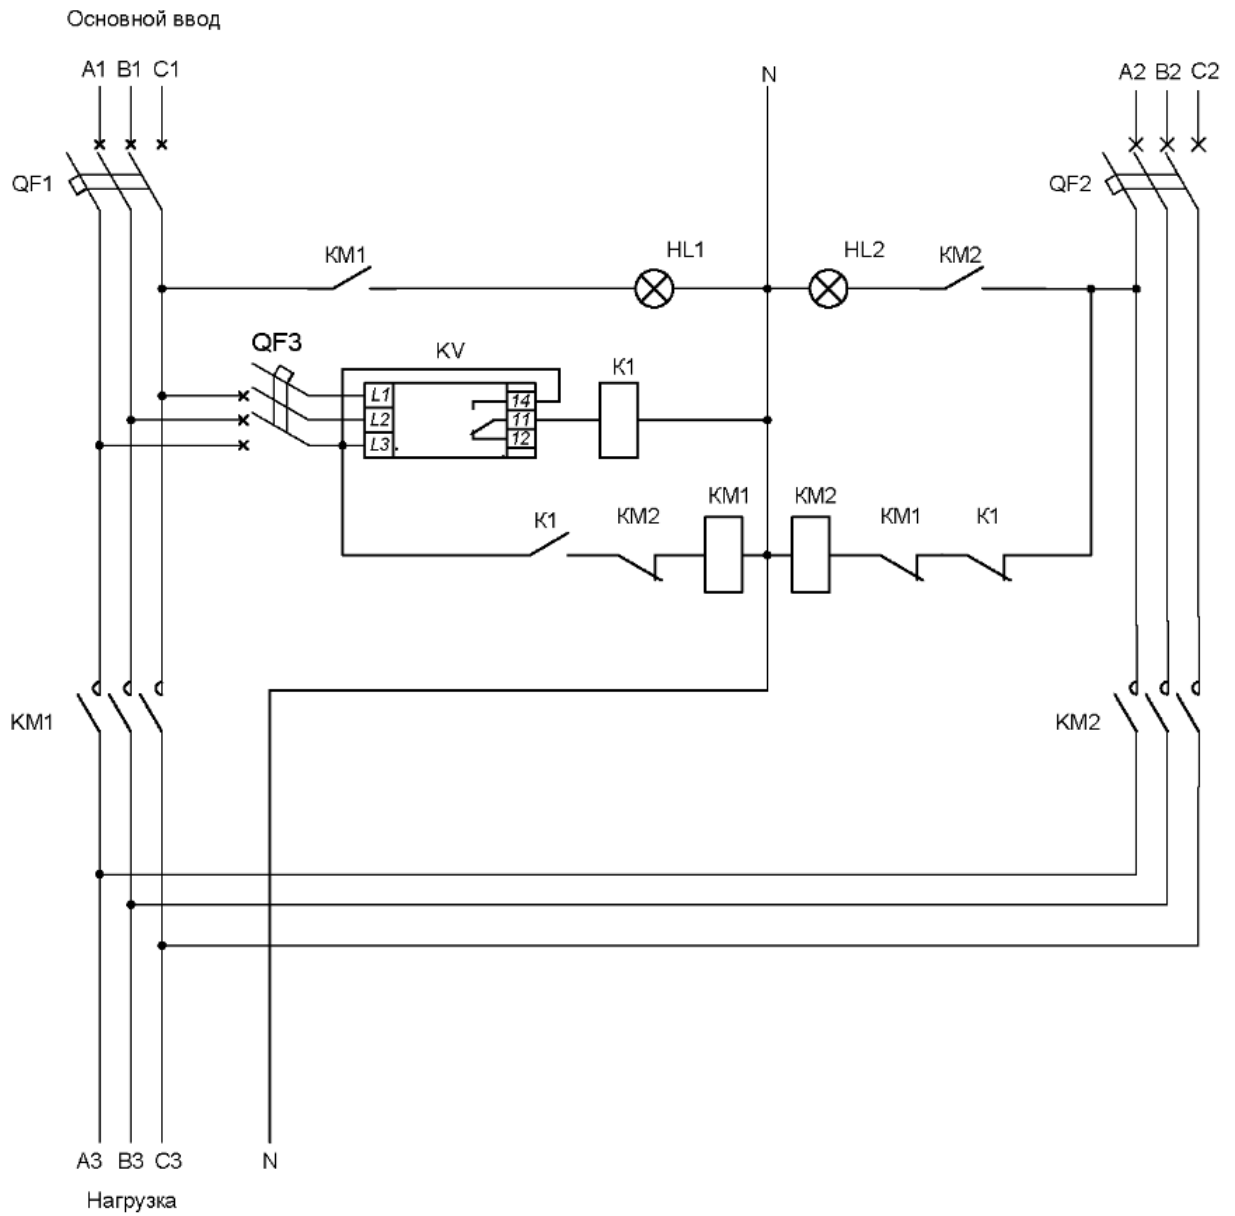 Основной ввод
A1 B1 C1
N
A2 B2 C2
QF1
QF2
KM1
HL1
HL2
KM2
QF3
KV
K1
L1
L2
L3
14
11
12
K1
KM2
KM1
KM2
KM1
K1
KM1
KM2
A3 B3 C3
N
Нагрузка